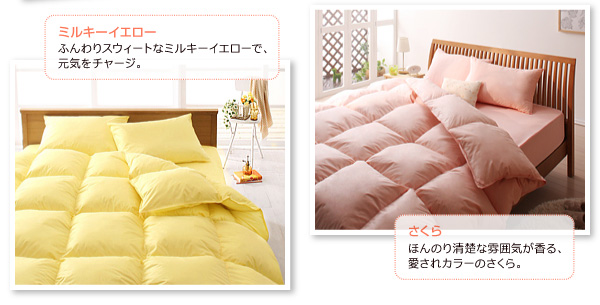 ミルキーイエロー
ふんわりスウィートなミルキーイエローで、
元気をチャージ。
さくら
ほんのり清楚な雰囲気が香る、
愛されカラーのさくら。